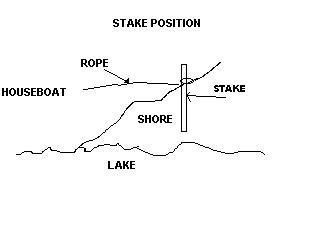 STAKE POSITION
ROPE
HOUSEBOAT
STAKE
SHORE
LAKE